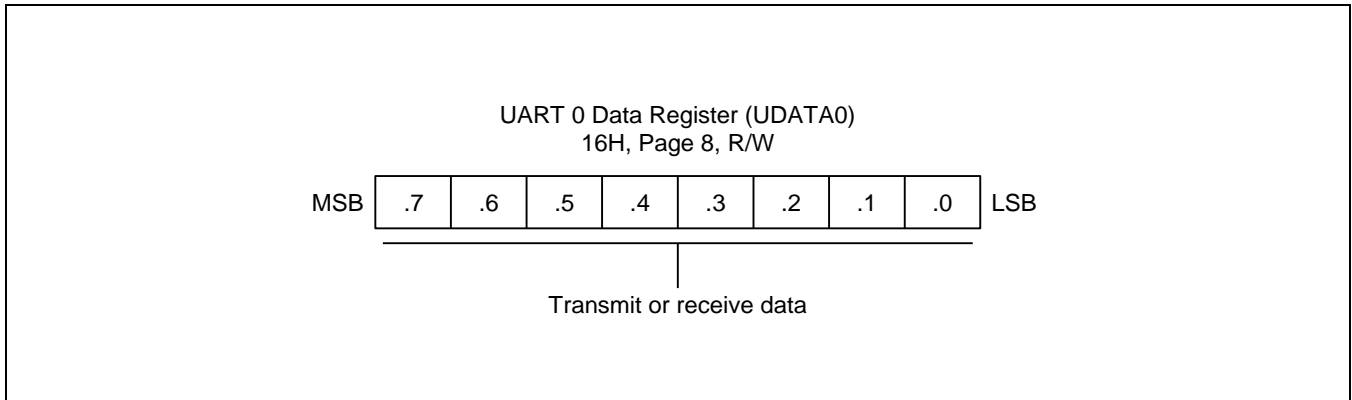 UART 0 Data Register (UDATA0)
16H, Page 8, R/W
MSB .7 .6 .5 .4 .3 .2 .1 .0 LSB
Transmit or receive data